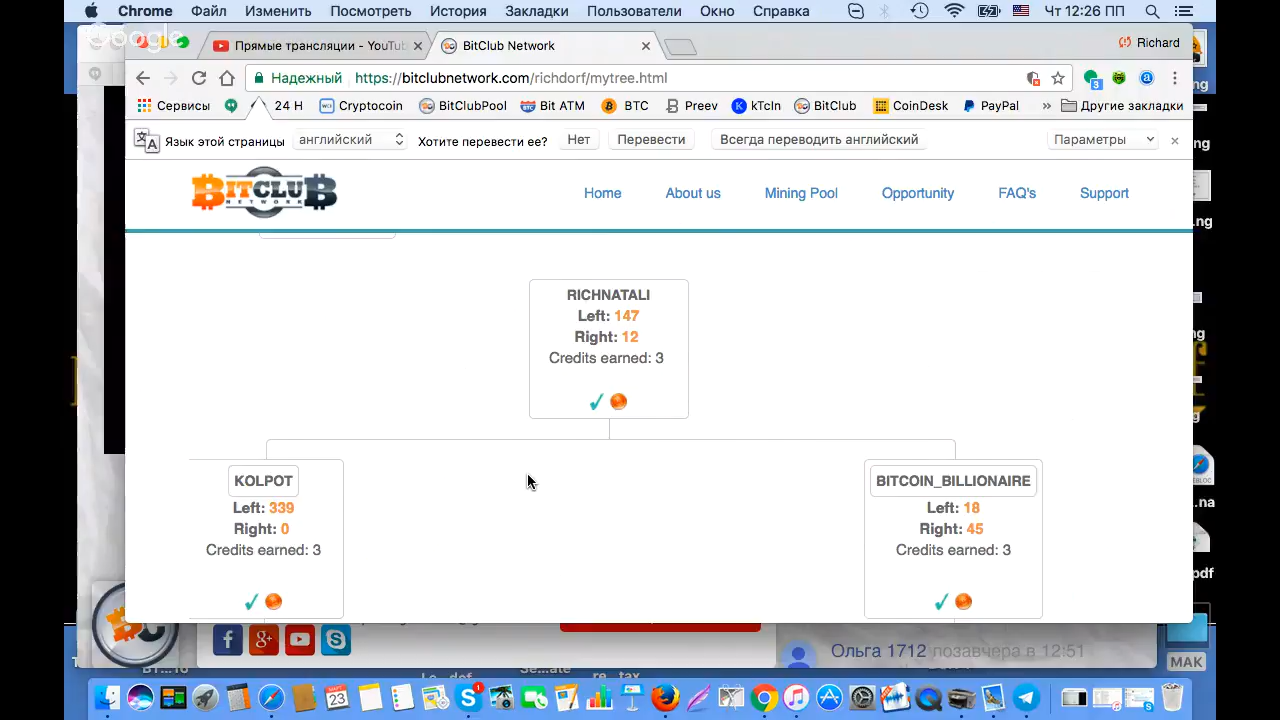 Chrome Файл Изменить Посмотреть История Закладки Пользователи Окно Справка Чт 12:26 ПП
Google
Прямые трансляции - YouTub BitClub Network Richard
Надежный https://bitclubnetwork.com/richdorf/mytree.html
Сервисы 24 H Cryptocoin BitClubPo Bit ATM BTC Preev kTcIn BitClub CoinDesk PayPal » Другие закладки
Язык этой страницы английский Хотите перевести ее? Нет Перевести Всегда переводить английский Параметры
BITCLUB NETWORK
Home About us Mining Pool Opportunity FAQ's Support
RICHNATALI
Left: 147
Right: 12
Credits earned: 3
KOLPOT
Left: 339
Right: 0
Credits earned: 3
BITCOIN_BILLIONAIRE
Left: 18
Right: 45
Credits earned: 3
Ольга 1712 позавчера в 12:51
MAK